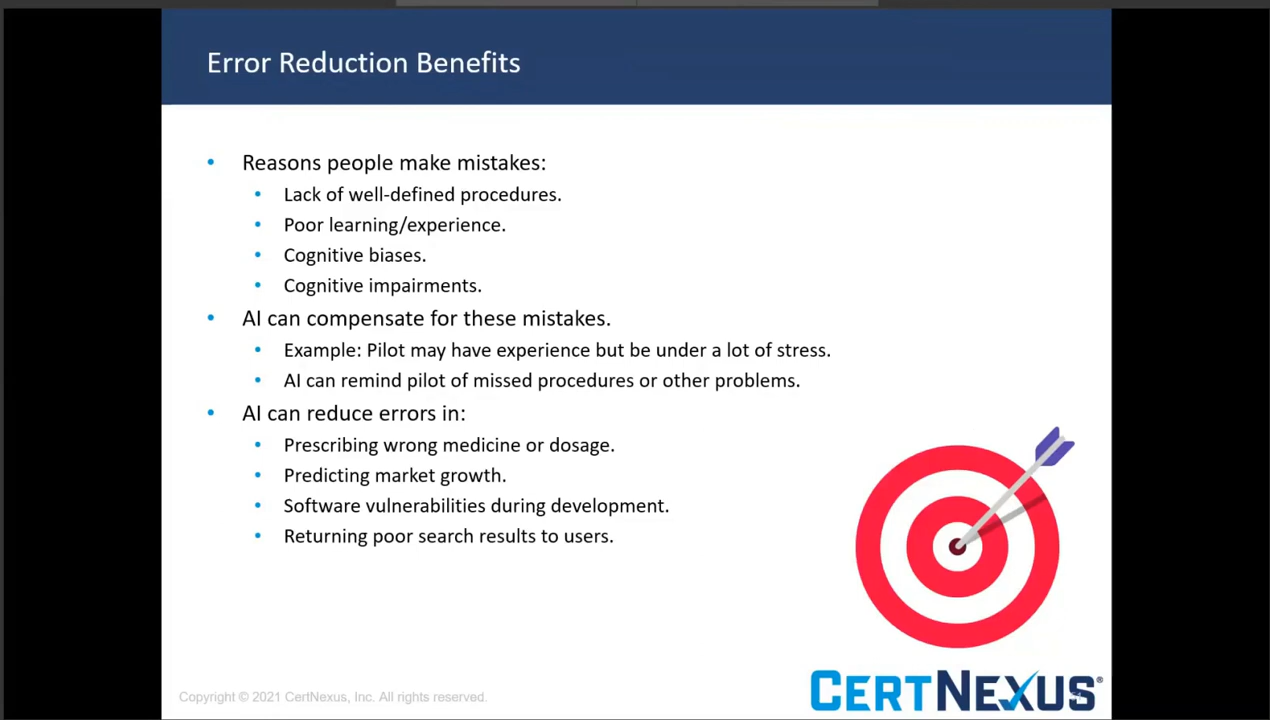 Error Reduction Benefits
• Reasons people make mistakes:
• Lack of well-defined procedures.
• Poor learning/experience.
• Cognitive biases.
• Cognitive impairments.
• AI can compensate for these mistakes.
• Example: Pilot may have experience but be under a lot of stress.
• AI can remind pilot of missed procedures or other problems.
• AI can reduce errors in:
• Prescribing wrong medicine or dosage.
• Predicting market growth.
• Software vulnerabilities during development.
• Returning poor search results to users.
Copyright © 2021 CertNexus, Inc. All rights reserved.
CERTNEXUS®